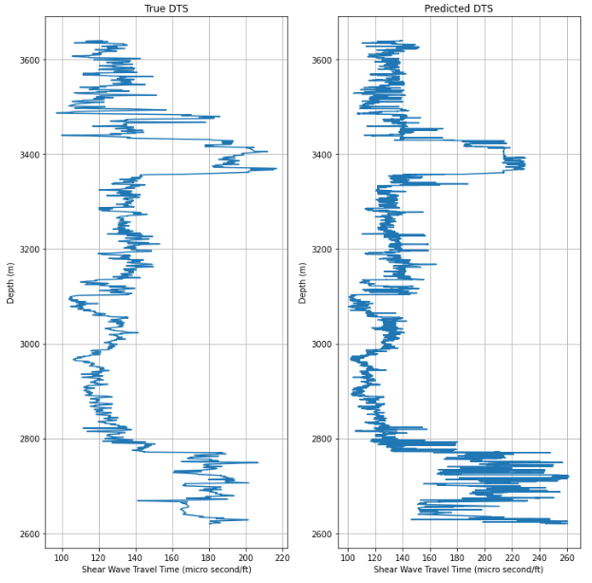 True DTS
Predicted DTS
3600
3400
3200
3000
2800
2600
Depth (m)
100 120 140 160 180 200 220
Shear Wave Travel Time (micro second/ft)
3600
3400
3200
3000
2800
2600
Depth (m)
100 120 140 160 180 200 220 240 260
Shear Wave Travel Time (micro second/ft)